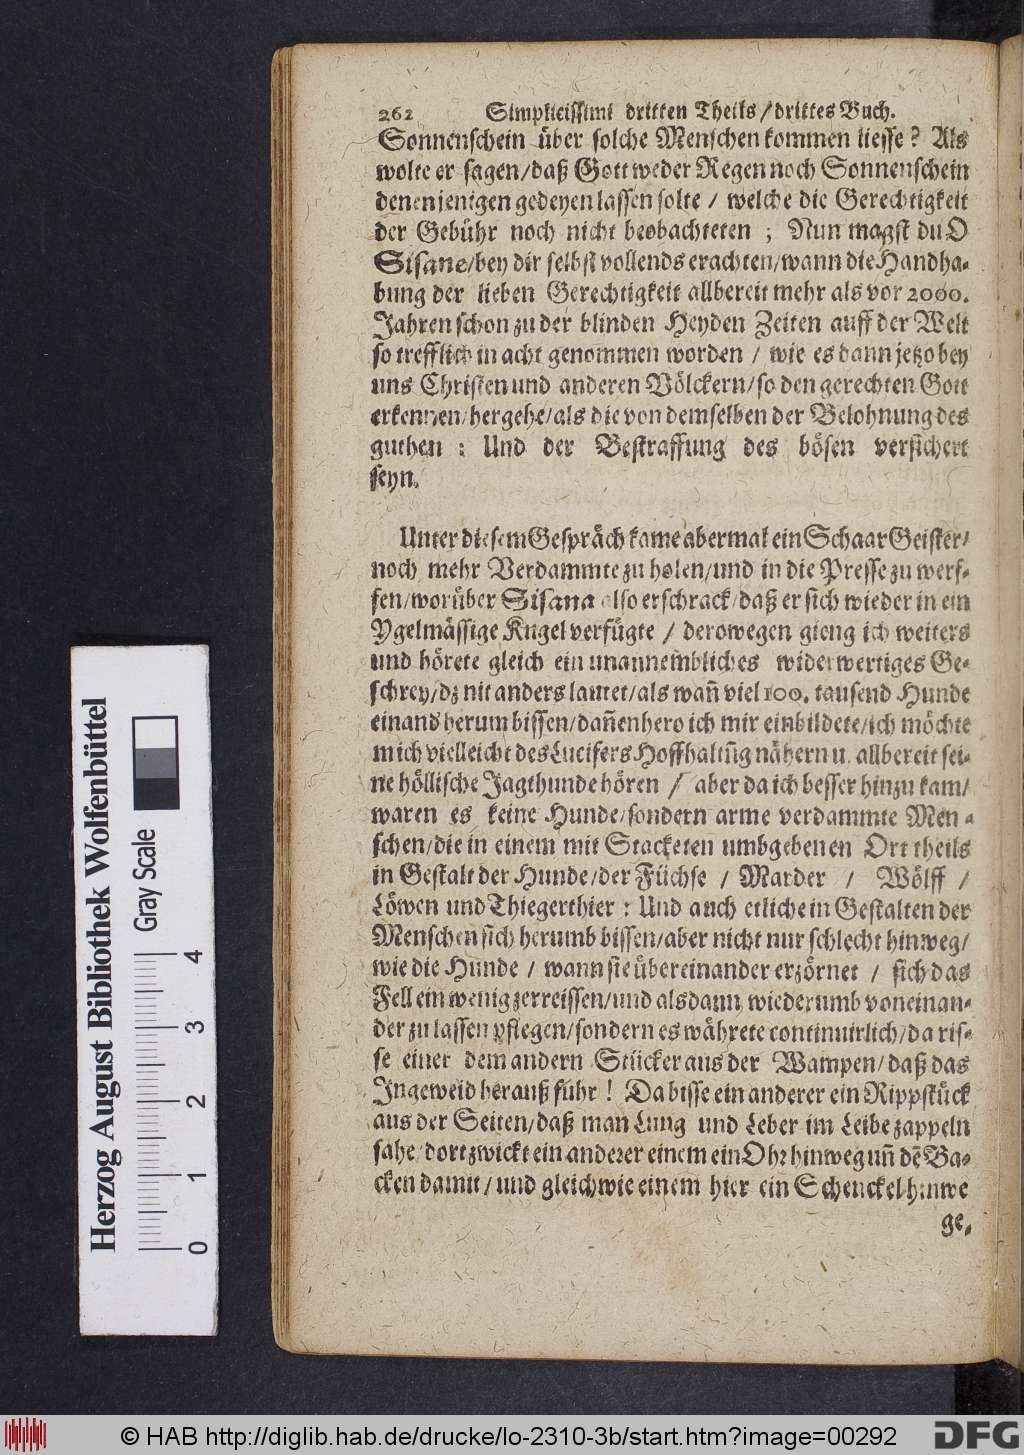 262 Simplicissimi dritten Theils / drittes Buch.
Sonnenschein über solche Menschen kommen liesse? Als
wolte er sagen / daß Gott weder Regen noch Sonnenschein
denenjenigen gedeyen lassen solte / welche die Gerechtigkeit
der Gebühr noch nicht beobachteten ; Nun magst du O
Sisane / bey dir selbst vollends erachten / wann die Handha-
bung der lieben Gerechtigkeit allbereit mehr als vor 2000.
Jahren schon zu der blinden Heyden Zeiten auff der Welt
so trefflich in acht genommen worden / wie es dann jetzo bey
uns Christen und anderen Völckern / so den gerechten Gott
erkennen / hergehe / als die von demselben der Belohnung des
guthen : Und der Bestraffung des bösen versichert
seyn.
Unter diesem Gespräch kame abermal ein Schaar Geister /
noch mehr Verdammte zu holen / und in die Presse zu werf-
fen / worüber Sisana also erschrack / daß er sich wieder in ein
Ygelmässige Kugel verfügte / derowegen gieng ich weiters
und hörete gleich ein unannembliches widerwertiges Ge-
schrey / dz nit anders lautet / als wañ viel 100. tausend Hunde
einand herum bissen / dañenhero ich mir einbildete / ich möchte
mich vielleicht des Lucifers Hoffhaltũg nähern u. allbereit sei-
ne höllische Jagthunde hören / aber da ich besser hinzu kam /
waren es keine Hunde / sondern arme verdammte Men-
schen / die in einem mit Stacketen umbgebenen Ort theils
in Gestalt der Hunde / der Füchse / Marder / Wölff /
Löwen und Thiegerthier : Und auch etliche in Gestalten der
Menschen sich herumb bissen / aber nicht nur schlecht hinweg /
wie die Hunde / wann sie übereinander erzörnet / sich das
Fell ein wenig zerreissen / und alsdann wiederumb voneinan-
der zu lassen pflegen / sondern es währete continuirlich / da ris-
se einer dem andern Stücker aus der Wampen / daß das
Ingeweid herauß fuhr ! Da bisse ein anderer ein Rippstück
aus der Seiten / daß man Lung und Leber im Leibe zappeln
sahe / dort zwickt ein anderer einem ein Ohr hinweg uñ dẽ Ba-
cken damit / und gleichwie einem hier ein Schenckel hinwe
ge-
Herzog August Bibliothek Wolfenbüttel
Gray Scale
0 1 2 3 4
© HAB http://diglib.hab.de/drucke/lo-2310-3b/start.htm?image=00292
DFG